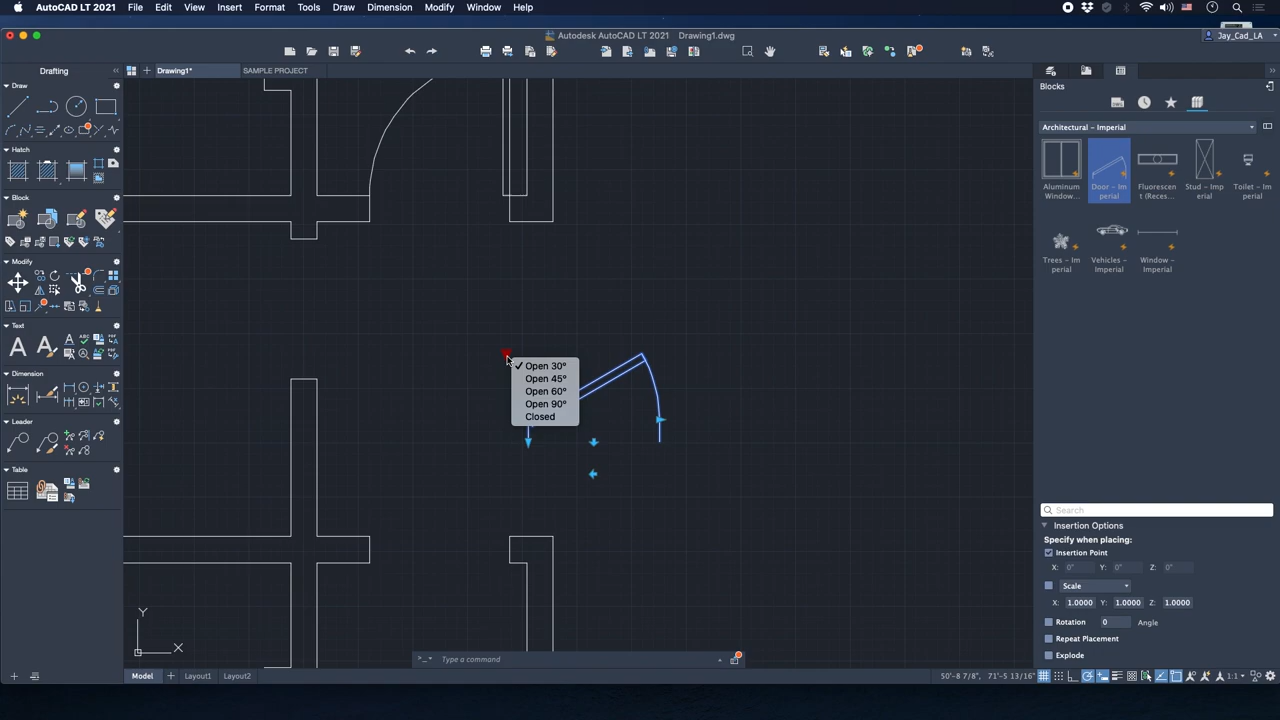 AutoCAD LT 2021 File Edit View Insert Format Tools Draw Dimension Modify Window Help
Autodesk AutoCAD LT 2021 Drawing1.dwg
Jay_Cad_LA
Drafting
Drawing1*
SAMPLE PROJECT
Draw
Hatch
Block
Modify
Text
A
Dimension
Leader
Table
Open 30°
Open 45°
Open 60°
Open 90°
Closed
Y
X
Blocks
Architectural - Imperial
Aluminum Window...
Door - Imperial
Fluorescent (Reces...
Stud - Imperial
Toilet - Imperial
Trees - Imperial
Vehicles - Imperial
Window - Imperial
Search
Insertion Options
Specify when placing:
Insertion Point
X: 0" Y: 0" Z: 0"
Scale
X: 1.0000 Y: 1.0000 Z: 1.0000
Rotation 0 Angle
Repeat Placement
Explode
>_ Type a command
Model
Layout1
Layout2
50'-8 7/8", 71'-5 13/16"
1:1